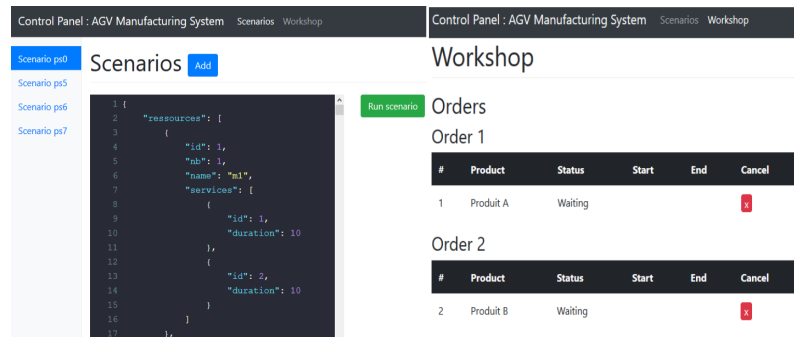 Control Panel : AGV Manufacturing System Scenarios Workshop
Scenario ps0
Scenario ps5
Scenario ps6
Scenario ps7
Scenarios Add
Run scenario
1 {
2 "ressources": [
3 {
4 "id": 1,
5 "nb": 1,
6 "name": "m1",
7 "services": [
8 {
9 "id": 1,
10 "duration": 10
11 },
12 {
13 "id": 2,
14 "duration": 10
15 }
16 ]
17 },
Control Panel : AGV Manufacturing System Scenarios Workshop
Workshop
Orders
Order 1
# Product Status Start End Cancel
1 Produit A Waiting x
Order 2
# Product Status Start End Cancel
2 Produit B Waiting x